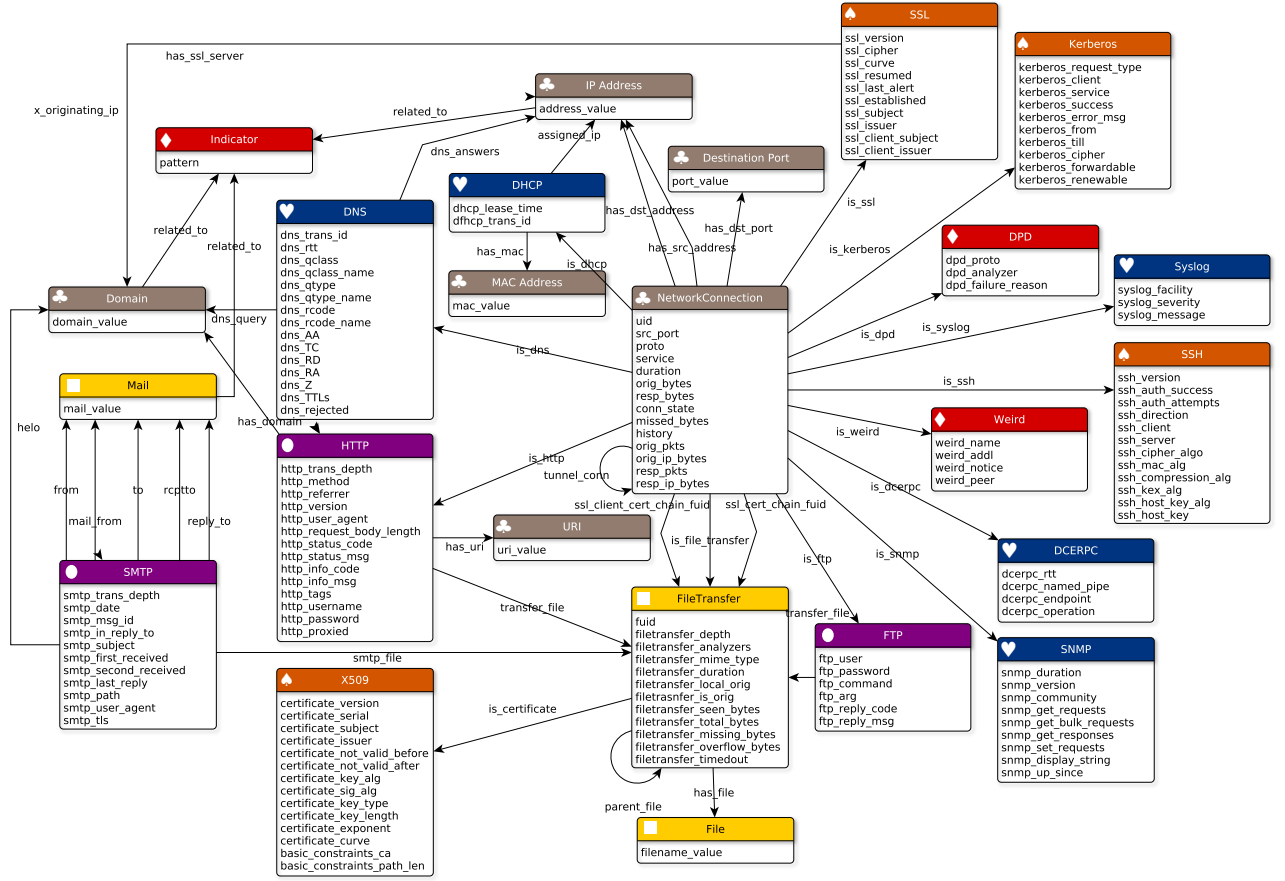 SSL
ssl_version
ssl_cipher
ssl_curve
ssl_resumed
ssl_last_alert
ssl_established
ssl_subject
ssl_issuer
ssl_client_subject
ssl_client_issuer
Kerberos
kerberos_request_type
kerberos_client
kerberos_service
kerberos_success
kerberos_error_msg
kerberos_from
kerberos_till
kerberos_cipher
kerberos_forwardable
kerberos_renewable
has_ssl_server
x_originating_ip
IP Address
address_value
related_to
assigned_ip
dns_answers
Indicator
pattern
Destination Port
port_value
DHCP
dhcp_lease_time
dfhcp_trans_id
has_dst_address
has_src_address
has_dst_port
is_ssl
is_kerberos
related_to
related_to
DNS
dns_trans_id
dns_rtt
dns_qclass
dns_qclass_name
dns_qtype
dns_qtype_name
dns_rcode
dns_rcode_name
dns_AA
dns_TC
dns_RD
dns_RA
dns_Z
dns_TTLs
dns_rejected
has_mac
is_dhcp
MAC Address
mac_value
DPD
dpd_proto
dpd_analyzer
dpd_failure_reason
Syslog
syslog_facility
syslog_severity
syslog_message
Domain
domain_value
dns_query
NetworkConnection
uid
src_port
proto
service
duration
orig_bytes
resp_bytes
conn_state
missed_bytes
history
orig_pkts
orig_ip_bytes
resp_pkts
resp_ip_bytes
is_dns
is_dpd
is_syslog
is_ssh
SSH
ssh_version
ssh_auth_success
ssh_auth_attempts
ssh_direction
ssh_client
ssh_server
ssh_cipher_algo
ssh_mac_alg
ssh_compression_alg
ssh_kex_alg
ssh_host_key_alg
ssh_host_key
Mail
mail_value
helo
has_domain
is_weird
Weird
weird_name
weird_addl
weird_notice
weird_peer
HTTP
http_trans_depth
http_method
http_referrer
http_version
http_user_agent
http_request_body_length
http_status_code
http_status_msg
http_info_code
http_info_msg
http_tags
http_username
http_password
http_proxied
is_http
tunnel_conn
is_dcerpc
from
to
rcptto
mail_from
reply_to
ssl_client_cert_chain_fuid
ssl_cert_chain_fuid
is_file_transfer
URI
uri_value
has_uri
is_ftp
is_snmp
DCERPC
dcerpc_rtt
dcerpc_named_pipe
dcerpc_endpoint
dcerpc_operation
SMTP
smtp_trans_depth
smtp_date
smtp_msg_id
smtp_in_reply_to
smtp_subject
smtp_first_received
smtp_second_received
smtp_last_reply
smtp_path
smtp_user_agent
smtp_tls
transfer_file
smtp_file
FileTransfer
fuid
filetransfer_depth
filetransfer_analyzers
filetransfer_mime_type
filetransfer_duration
filetransfer_local_orig
filetrasnfer_is_orig
filetransfer_seen_bytes
filetransfer_total_bytes
filetransfer_missing_bytes
filetransfer_overflow_bytes
filetransfer_timedout
transfer_file
FTP
ftp_user
ftp_password
ftp_command
ftp_arg
ftp_reply_code
ftp_reply_msg
SNMP
snmp_duration
snmp_version
snmp_community
snmp_get_requests
snmp_get_bulk_requests
snmp_get_responses
snmp_set_requests
snmp_display_string
snmp_up_since
X509
certificate_version
certificate_serial
certificate_subject
certificate_issuer
certificate_not_valid_before
certificate_not_valid_after
certificate_key_alg
certificate_sig_alg
certificate_key_type
certificate_key_length
certificate_exponent
certificate_curve
basic_constraints_ca
basic_constraints_path_len
is_certificate
has_file
parent_file
File
filename_value